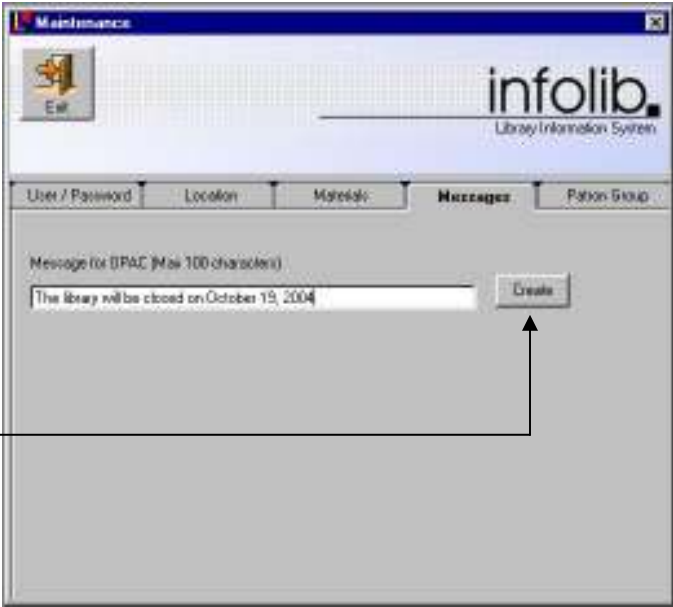 Maintenance
Exit
infolib.
Library Information System
User / Password Location Materials Messages Patron Group
Message for OPAC (Max 100 characters)
The library will be closed on October 19, 2004
Create